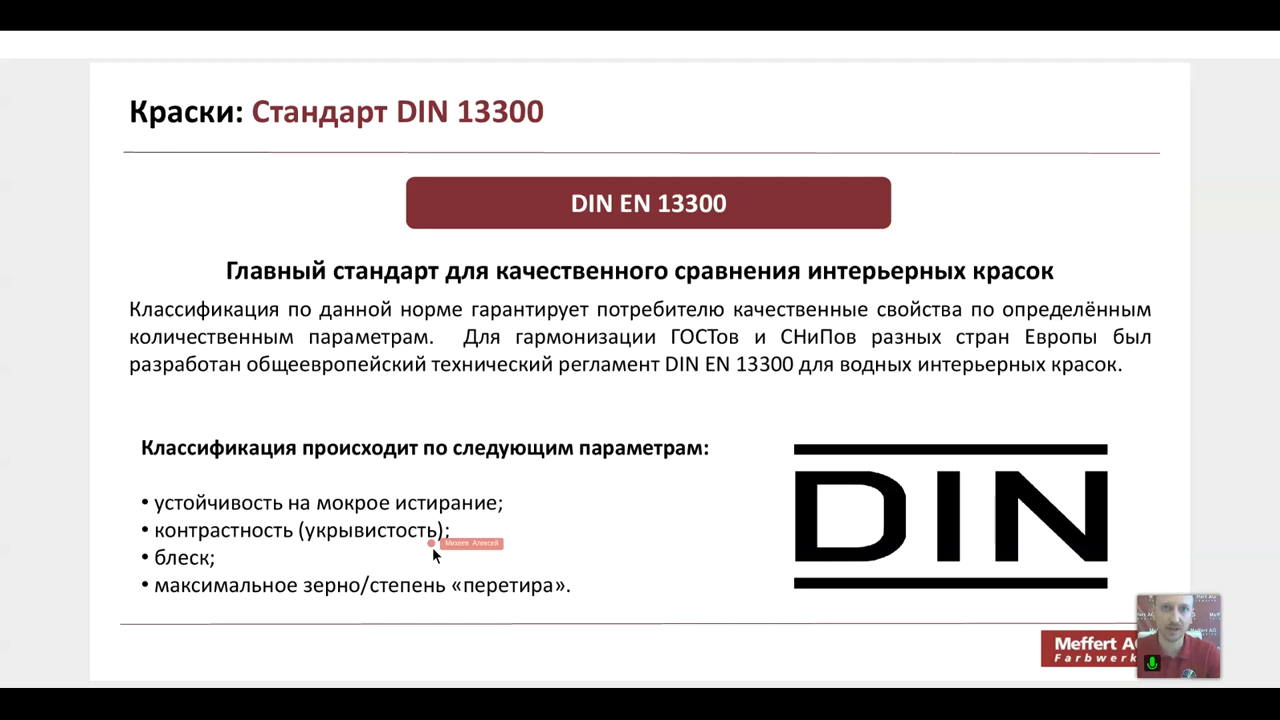 Краски: Стандарт DIN 13300
DIN EN 13300
Главный стандарт для качественного сравнения интерьерных красок
Классификация по данной норме гарантирует потребителю качественные свойства по определённым
количественным параметрам. Для гармонизации ГОСТов и СНиПов разных стран Европы был
разработан общеевропейский технический регламент DIN EN 13300 для водных интерьерных красок.
Классификация происходит по следующим параметрам:
• устойчивость на мокрое истирание;
• контрастность (укрывистость);
Михеев Алексей
• блеск;
• максимальное зерно/степень «перетира».
DIN
Meffert AG
Farbwerk